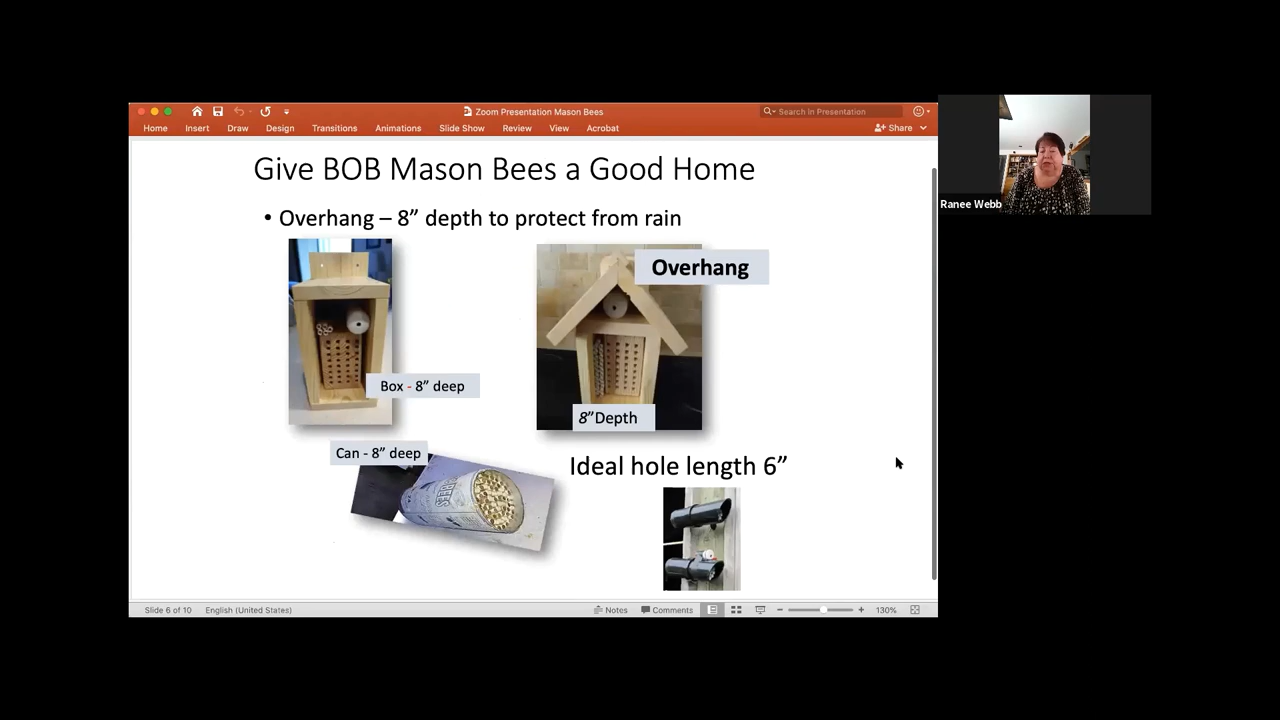 Zoom Presentation Mason Bees
Search in Presentation
Home Insert Draw Design Transitions Animations Slide Show Review View Acrobat
Share
Give BOB Mason Bees a Good Home
• Overhang – 8” depth to protect from rain
Overhang
Box - 8” deep
8”Depth
Can - 8” deep
BEES
Ideal hole length 6”
Slide 6 of 10 English (United States)
Notes Comments
130%
Ranee Webb